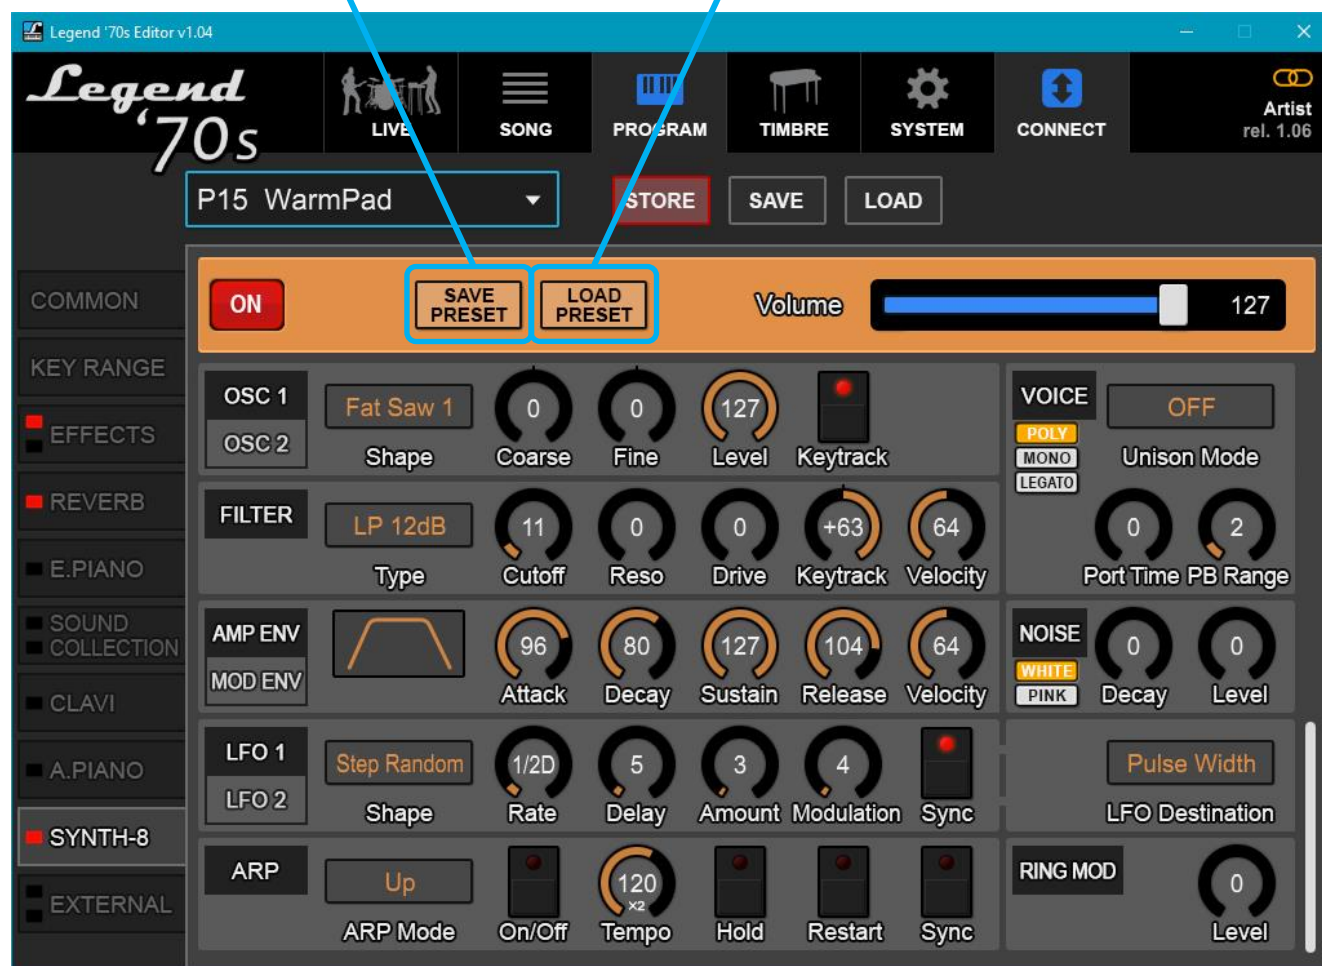 Legend '70s Editor v1.04
Legend
'70s
LIVE
SONG
PROGRAM
TIMBRE
SYSTEM
CONNECT
Artist
rel. 1.06
P15 WarmPad
STORE
SAVE
LOAD
COMMON
KEY RANGE
EFFECTS
REVERB
E.PIANO
SOUND
COLLECTION
CLAVI
A.PIANO
SYNTH-8
EXTERNAL
ON
SAVE
PRESET
LOAD
PRESET
Volume
127
OSC 1
OSC 2
Fat Saw 1
Shape
0
Coarse
0
Fine
127
Level
Keytrack
VOICE
POLY
MONO
LEGATO
OFF
Unison Mode
0
Port Time
2
PB Range
FILTER
LP 12dB
Type
11
Cutoff
0
Reso
0
Drive
+63
Keytrack
64
Velocity
AMP ENV
MOD ENV
96
Attack
80
Decay
127
Sustain
104
Release
64
Velocity
NOISE
WHITE
PINK
0
Decay
0
Level
LFO 1
LFO 2
Step Random
Shape
1/2D
Rate
5
Delay
3
Amount
4
Modulation
Sync
Pulse Width
LFO Destination
ARP
Up
ARP Mode
On/Off
120
x2
Tempo
Hold
Restart
Sync
RING MOD
0
Level